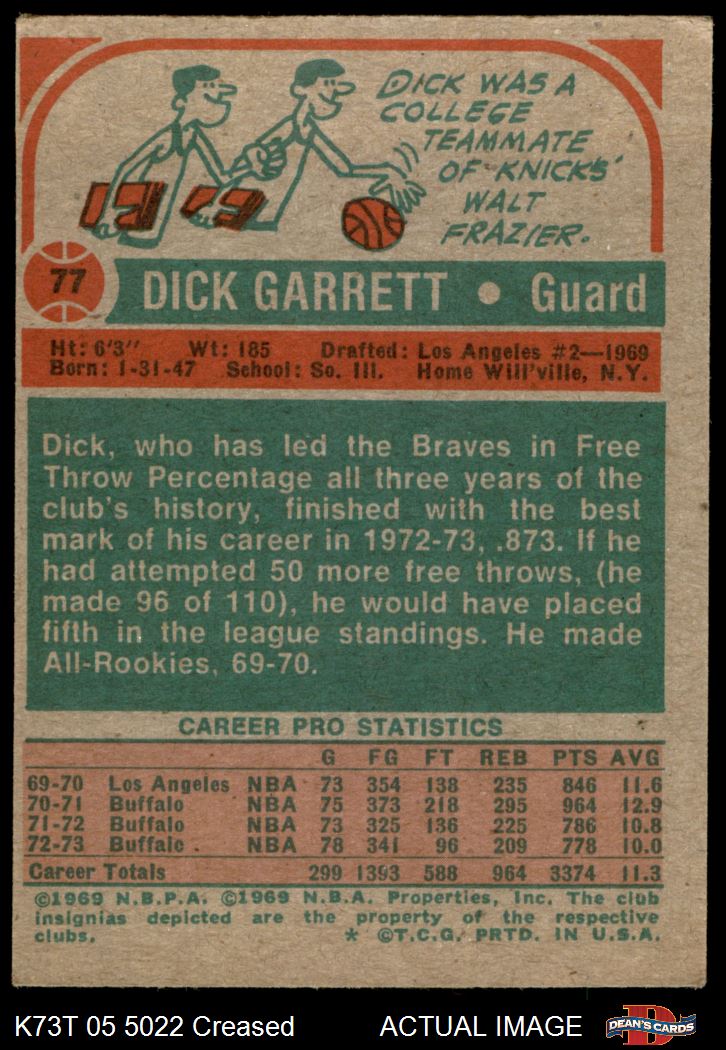 DICK WAS A
COLLEGE
TEAMMATE
OF KNICKS'
WALT
FRAZIER.
77
DICK GARRETT • Guard
Ht: 6'3" Wt: 185 Drafted: Los Angeles #2—1969
Born: 1-31-47 School: So. Ill. Home Will'ville, N.Y.
Dick, who has led the Braves in Free
Throw Percentage all three years of the
club's history, finished with the best
mark of his career in 1972-73, .873. If he
had attempted 50 more free throws, (he
made 96 of 110), he would have placed
fifth in the league standings. He made
All-Rookies, 69-70.
CAREER PRO STATISTICS
G FG FT REB PTS AVG
69-70 Los Angeles NBA 73 354 138 235 846 11.6
70-71 Buffalo NBA 75 373 218 295 964 12.9
71-72 Buffalo NBA 73 325 136 225 786 10.8
72-73 Buffalo NBA 78 341 96 209 778 10.0
Career Totals 299 1393 588 964 3374 11.3
©1969 N.B.P.A. ©1969 N.B.A. Properties, Inc. The club
insignias depicted are the property of the respective
clubs. * ©T.C.G. PRTD. IN U.S.A.
K73T 05 5022 Creased ACTUAL IMAGE
D
DEAN'S CARDS